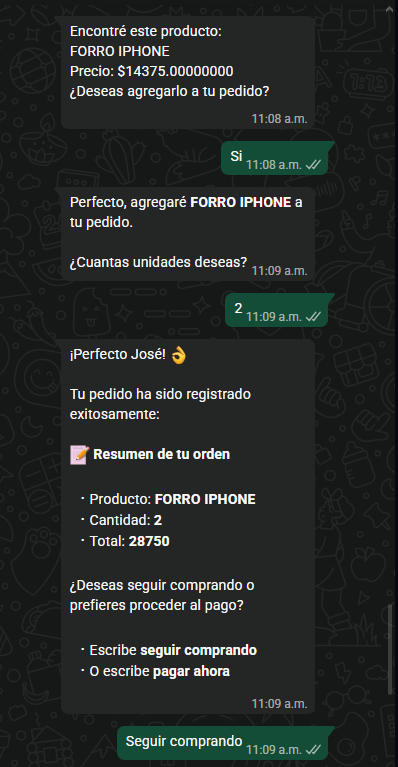 Encontré este producto:
FORRO IPHONE
Precio: $14375.00000000
¿Deseas agregarlo a tu pedido?
11:08 a.m.
Si
11:08 a.m.
Perfecto, agregaré FORRO IPHONE a
tu pedido.
¿Cuantas unidades deseas?
11:09 a.m.
2
11:09 a.m.
¡Perfecto José! 👌
Tu pedido ha sido registrado
exitosamente:
📝 Resumen de tu orden
· Producto: FORRO IPHONE
· Cantidad: 2
· Total: 28750
¿Deseas seguir comprando o
prefieres proceder al pago?
· Escribe seguir comprando
· O escribe pagar ahora
11:09 a.m.
Seguir comprando
11:09 a.m.